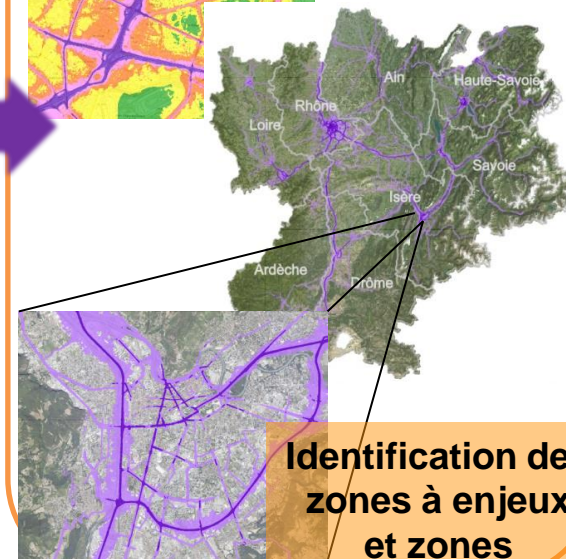 Ain
Haute-Savoie
Rhône
Loire
Savoie
Isère
Ardèche
Drôme
Identification de
zones à enjeux
et zones